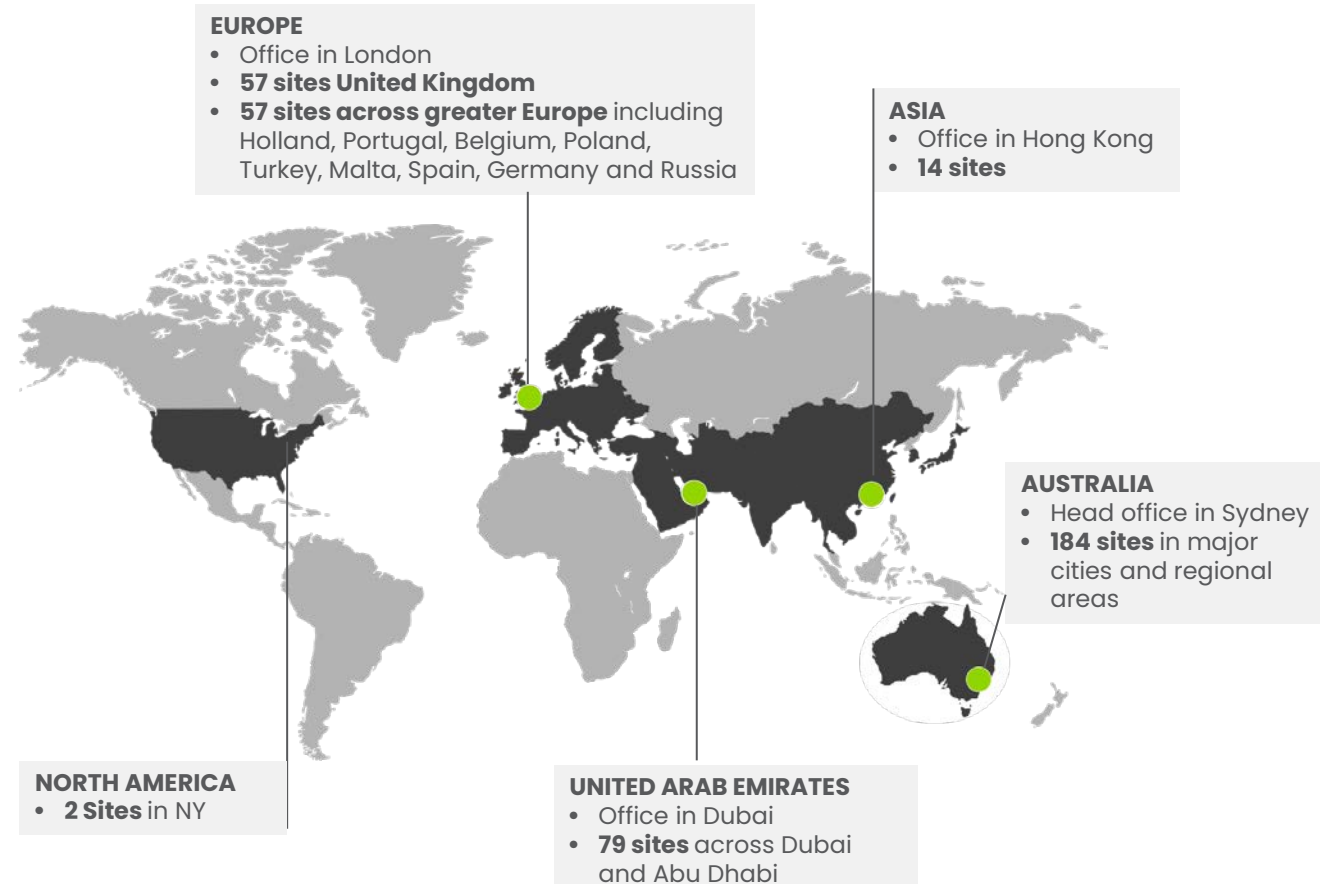 EUROPE
• Office in London
• 57 sites United Kingdom
• 57 sites across greater Europe including
Holland, Portugal, Belgium, Poland,
Turkey, Malta, Spain, Germany and Russia
ASIA
• Office in Hong Kong
• 14 sites
AUSTRALIA
• Head office in Sydney
• 184 sites in major
cities and regional
areas
NORTH AMERICA
• 2 Sites in NY
UNITED ARAB EMIRATES
• Office in Dubai
• 79 sites across Dubai
and Abu Dhabi